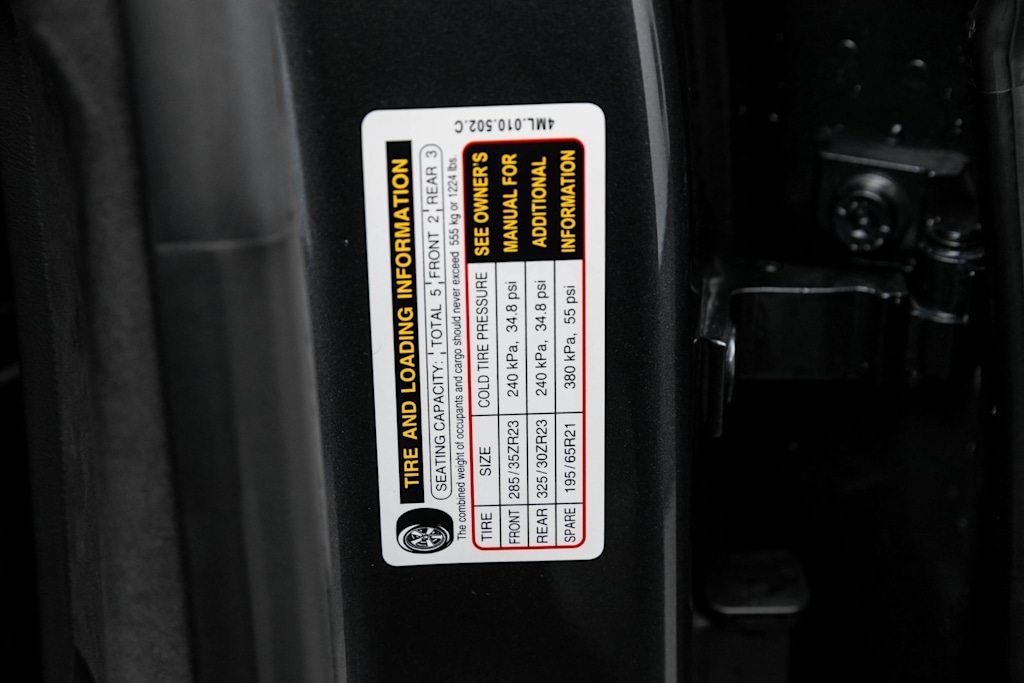 4ML.010.502.C
TIRE AND LOADING INFORMATION
SEATING CAPACITY: TOTAL 5 FRONT 2 REAR 3
The combined weight of occupants and cargo should never exceed 555 kg or 1224 lbs.
TIRE SIZE COLD TIRE PRESSURE SEE OWNER'S
FRONT 285/35ZR23 240 kPa, 34.8 psi MANUAL FOR
REAR 325/30ZR23 240 kPa, 34.8 psi ADDITIONAL
SPARE 195/65R21 380 kPa, 55 psi INFORMATION